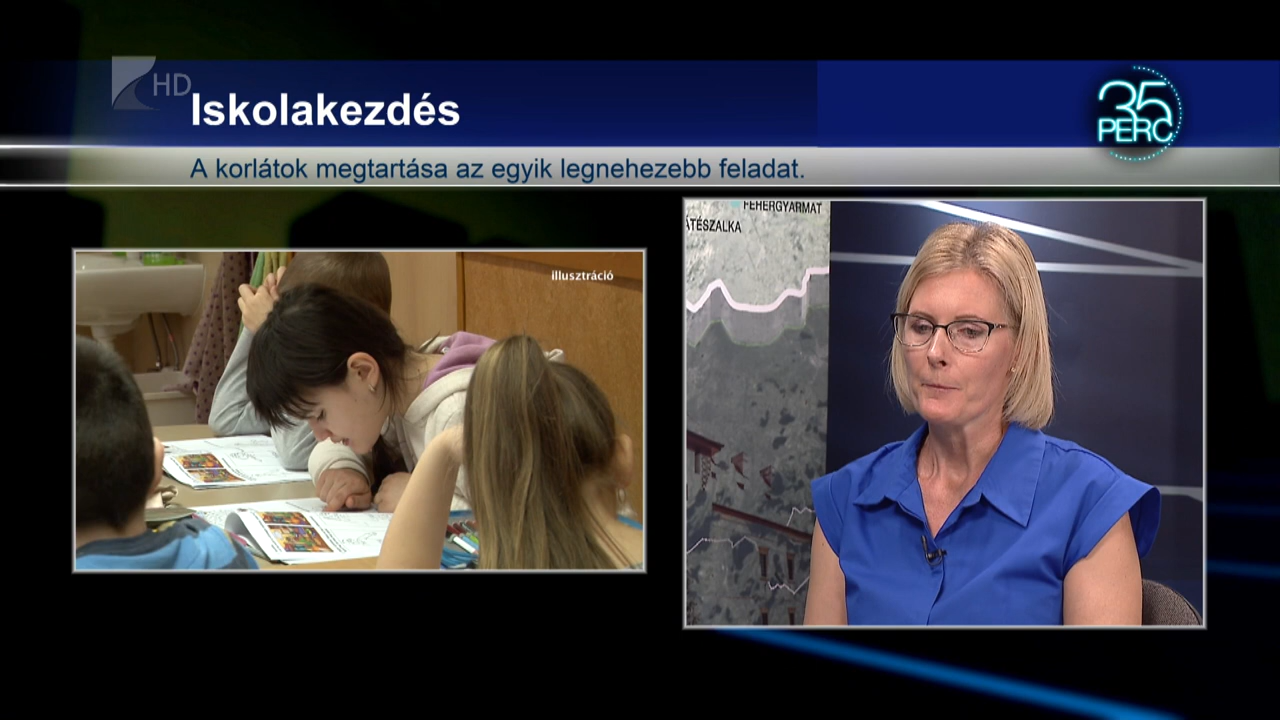 HD
Iskolakezdés
35
PERC
A korlátok megtartása az egyik legnehezebb feladat.
illusztráció
FEHÉRGYARMAT
ÁTÉSZALKA